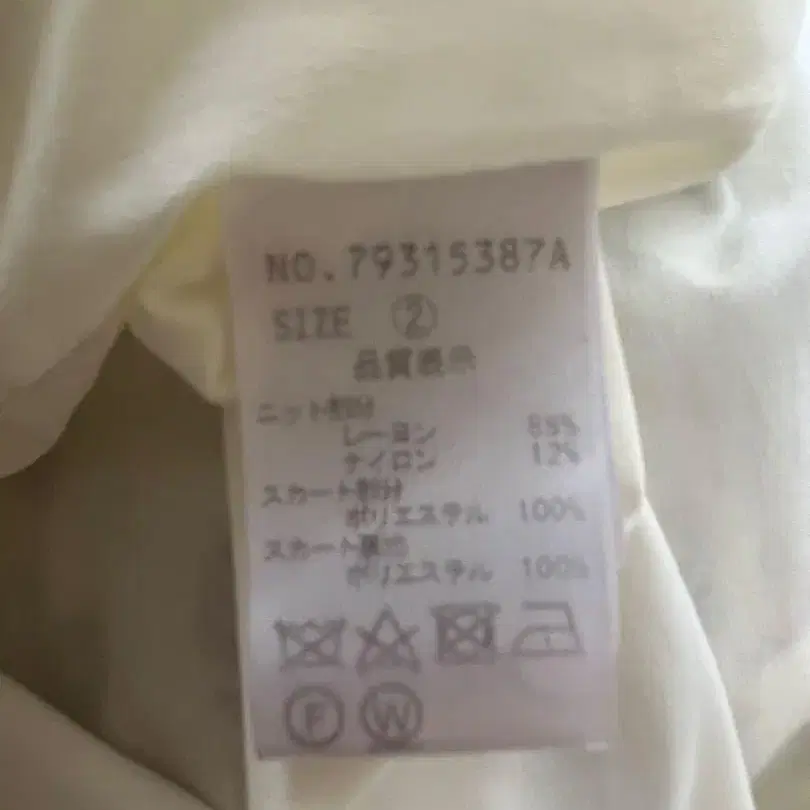 NO.79315387A
SIZE ②
品質表示
ニット部分
レーヨン
ナイロン 12%
スカート部分
ポリエステル 100%
スカート裏地
ポリエステル 100%
F W